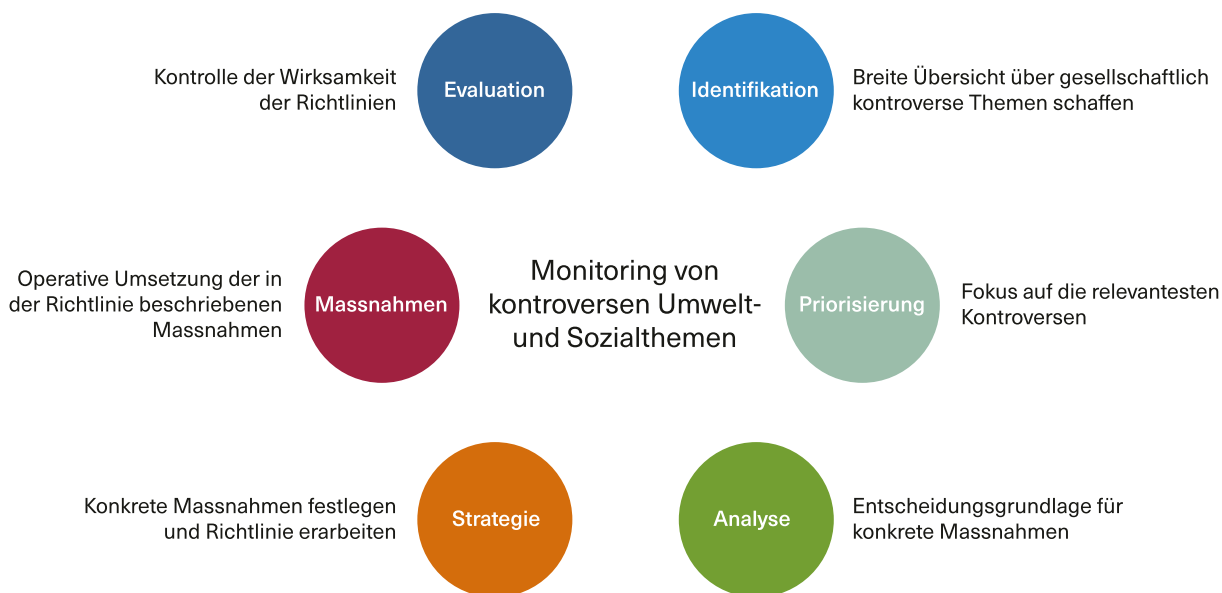 Kontrolle der Wirksamkeit
der Richtlinien
Evaluation
Identifikation
Breite Übersicht über gesellschaftlich
kontroverse Themen schaffen
Operative Umsetzung der in
der Richtlinie beschriebenen
Massnahmen
Massnahmen
Monitoring von
kontroversen Umwelt-
und Sozialthemen
Priorisierung
Fokus auf die relevantesten
Kontroversen
Konkrete Massnahmen festlegen
und Richtlinie erarbeiten
Strategie
Analyse
Entscheidungsgrundlage für
konkrete Massnahmen